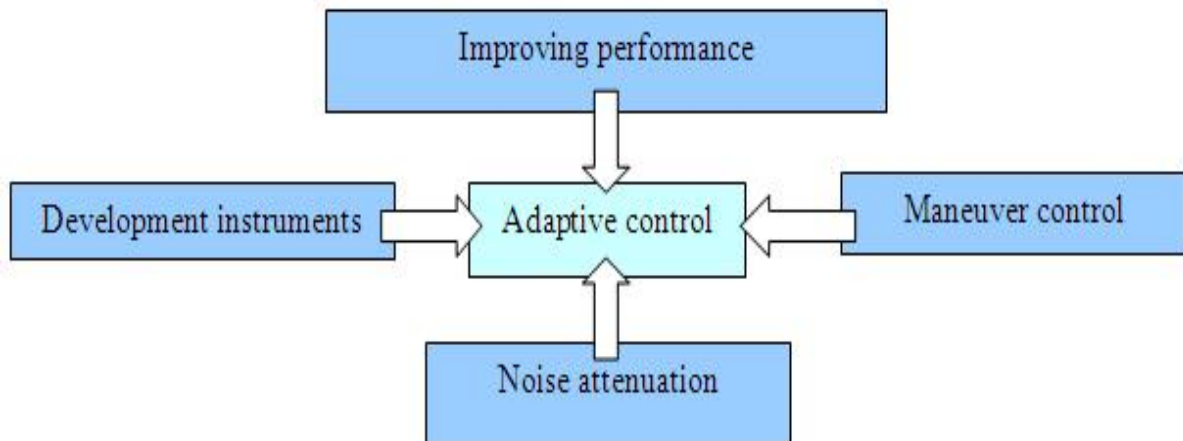 Improving performance
Development instruments
Adaptive control
Maneuver control
Noise attenuation